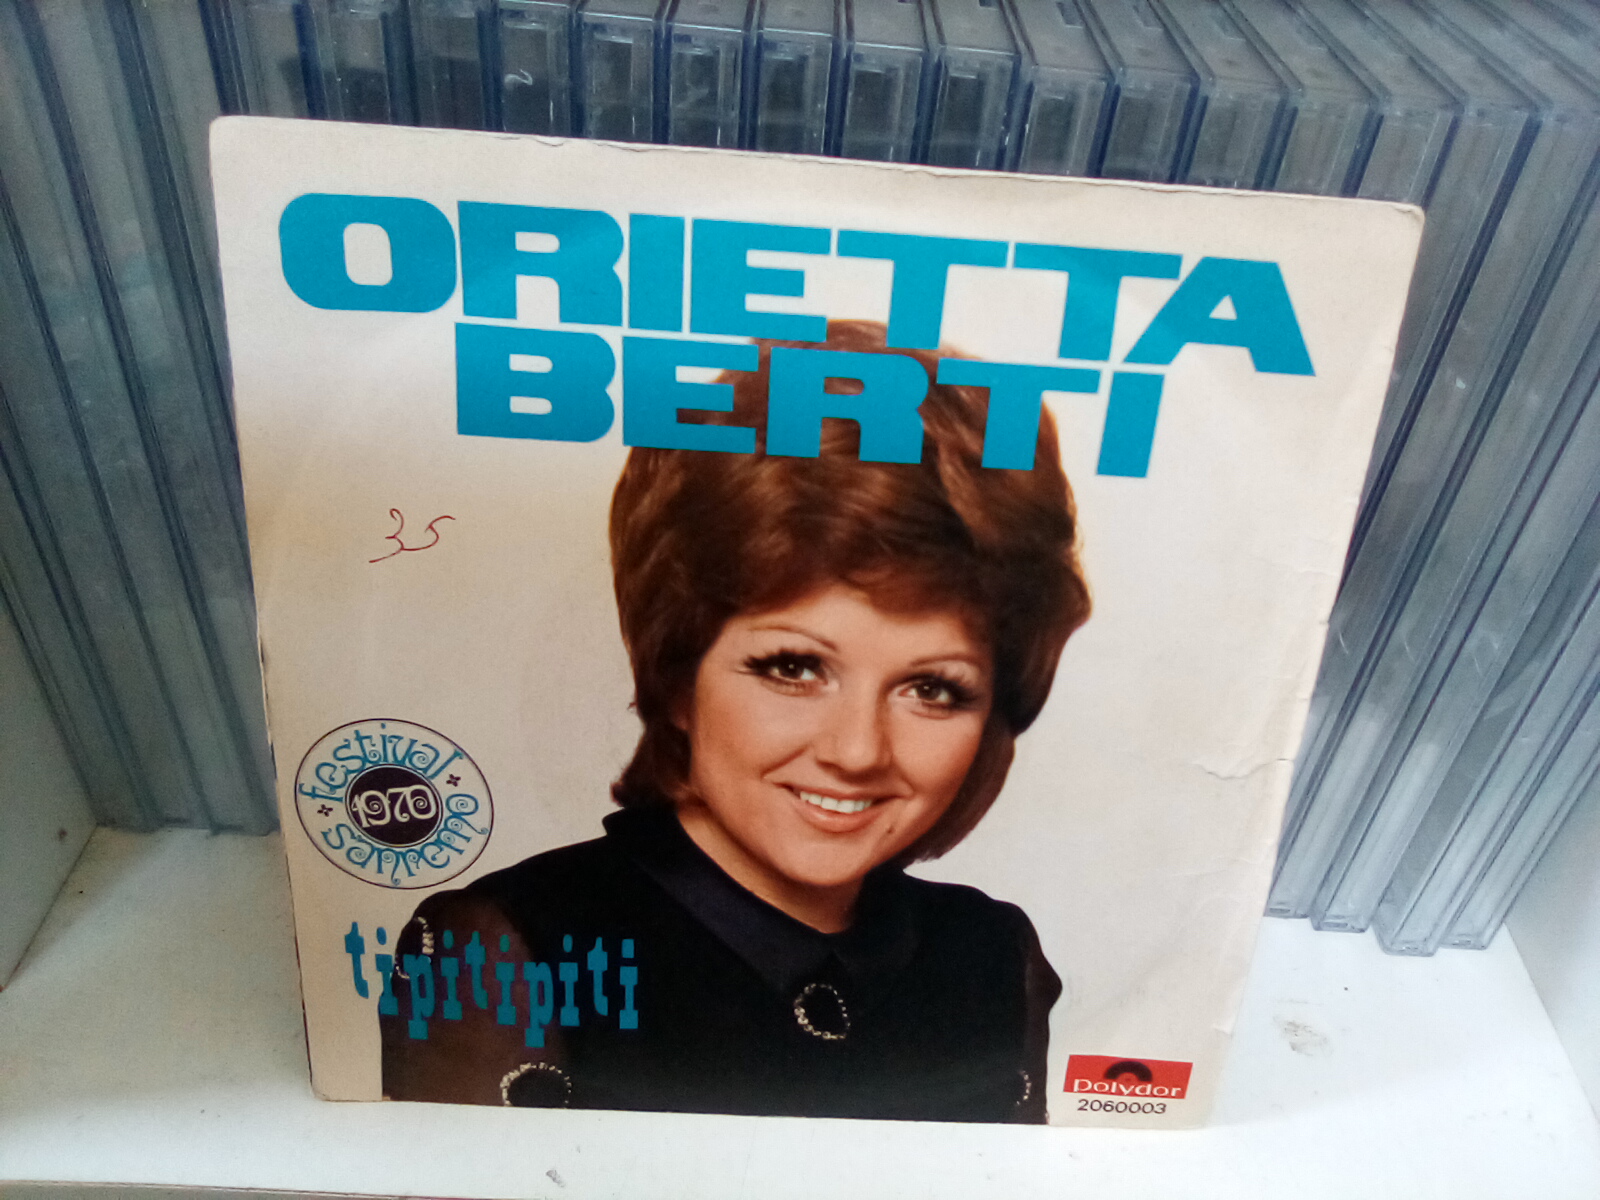 ORIETTA
BERTI
35
festival
1970
sanremo
tipitipiti
Polydor
2060003